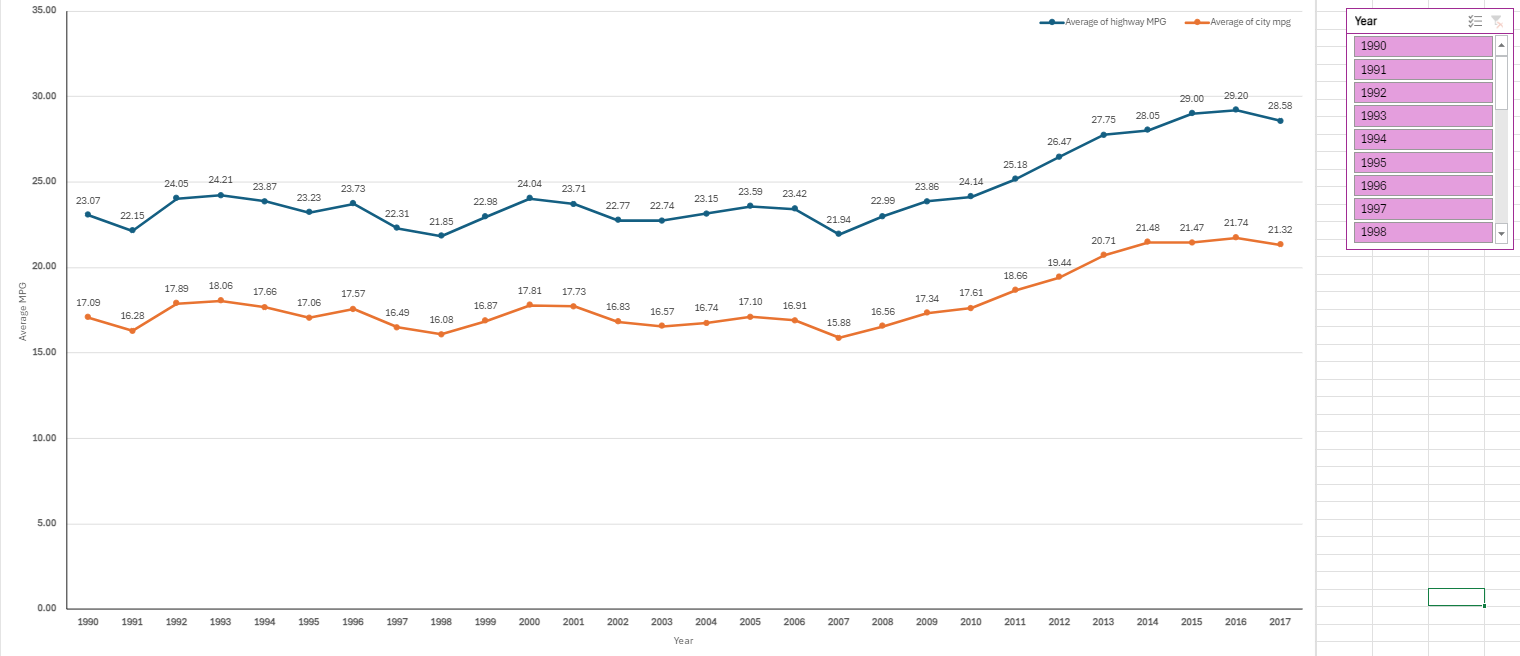 35.00
Average of highway MPG Average of city mpg
30.00
25.00
20.00
15.00
10.00
5.00
0.00
Average MPG
23.07 22.15 24.05 24.21 23.87 23.23 23.73 22.31 21.85 22.98 24.04 23.71 22.77 22.74 23.15 23.59 23.42 21.94 22.99 23.86 24.14 25.18 26.47 27.75 28.05 29.00 29.20 28.58
17.09 16.28 17.89 18.06 17.66 17.06 17.57 16.49 16.08 16.87 17.81 17.73 16.83 16.57 16.74 17.10 16.91 15.88 16.56 17.34 17.61 18.66 19.44 20.71 21.48 21.47 21.74 21.32
1990 1991 1992 1993 1994 1995 1996 1997 1998 1999 2000 2001 2002 2003 2004 2005 2006 2007 2008 2009 2010 2011 2012 2013 2014 2015 2016 2017
Year
Year
1990
1991
1992
1993
1994
1995
1996
1997
1998